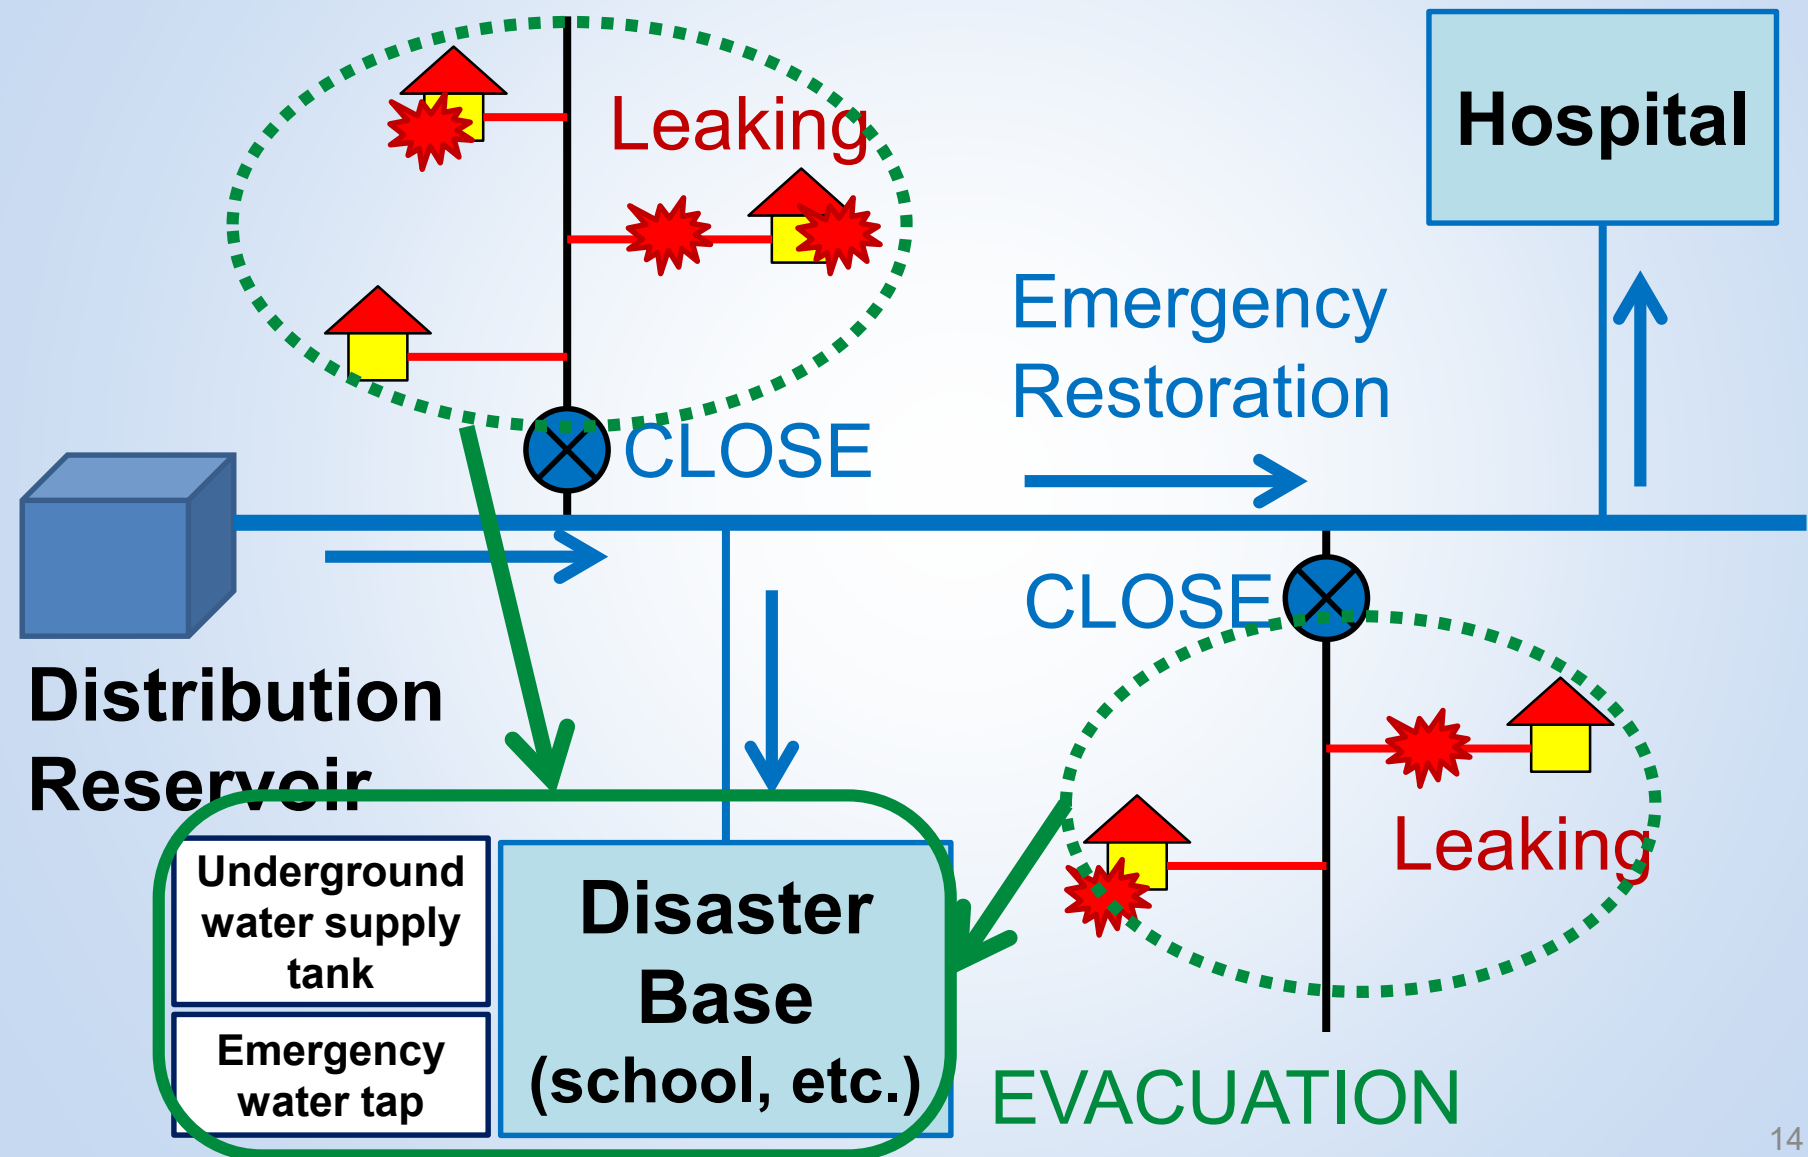 Leaking
Hospital
Emergency
Restoration
CLOSE
CLOSE
Distribution
Reservoir
Underground
water supply
tank
Emergency
water tap
Disaster
Base
(school, etc.)
Leaking
EVACUATION
14